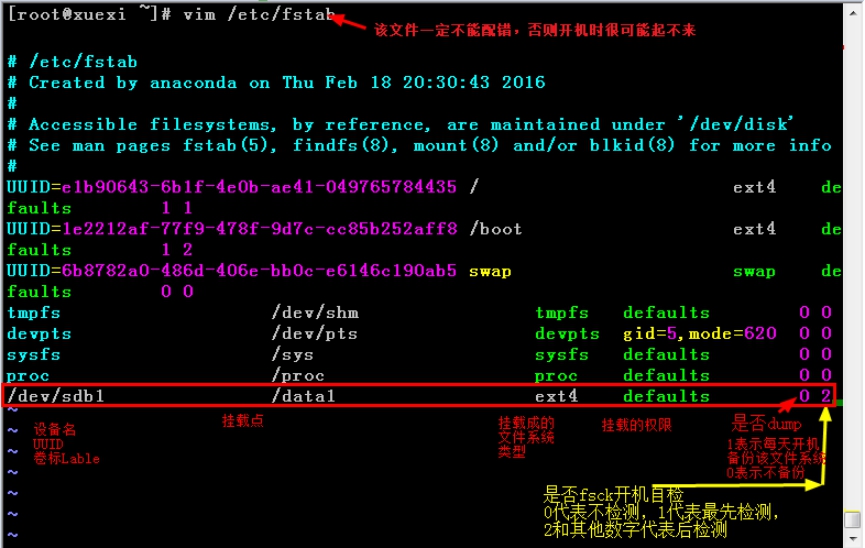 [root@xuexi ~]# vim /etc/fstab
该文件一定不能配错，否则开机时很可能起不来
# /etc/fstab
# Created by anaconda on Thu Feb 18 20:30:43 2016
#
# Accessible filesystems, by reference, are maintained under '/dev/disk'
# See man pages fstab(5), findfs(8), mount(8) and/or blkid(8) for more info
#
UUID=e1b90643-6b1f-4e0b-ae41-049765784435 / ext4 de
faults 1 1
UUID=1e2212af-77f9-478f-9d7c-cc85b252aff8 /boot ext4 de
faults 1 2
UUID=6b8782a0-486d-406e-bb0c-e6146c190ab5 swap swap de
faults 0 0
tmpfs /dev/shm tmpfs defaults 0 0
devpts /dev/pts devpts gid=5,mode=620 0 0
sysfs /sys sysfs defaults 0 0
proc /proc proc defaults 0 0
/dev/sdb1 /data1 ext4 defaults 0 2
~
~
~
~
~
~
~
设备名
UUID
卷标Lable
挂载点
挂载成的
文件系统
类型
挂载的权限
是否dump
1表示每天开机
备份该文件系统
0表示不备份
是否fsck开机自检
0代表不检测，1代表最先检测，
2和其他数字代表后检测